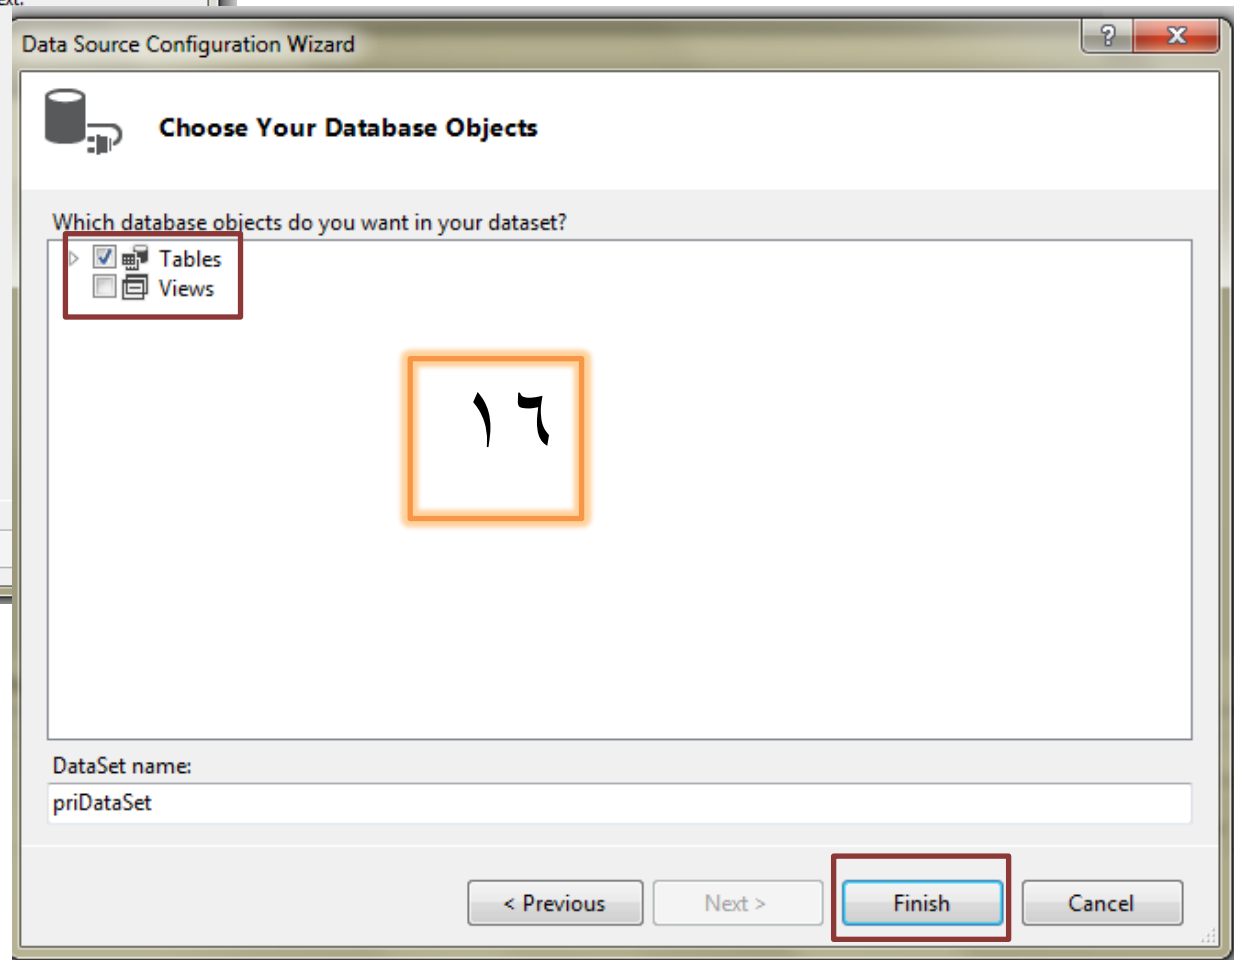 ext.
Data Source Configuration Wizard
Choose Your Database Objects
Which database objects do you want in your dataset?
Tables
Views
١٦
DataSet name:
priDataSet
< Previous Next > Finish Cancel